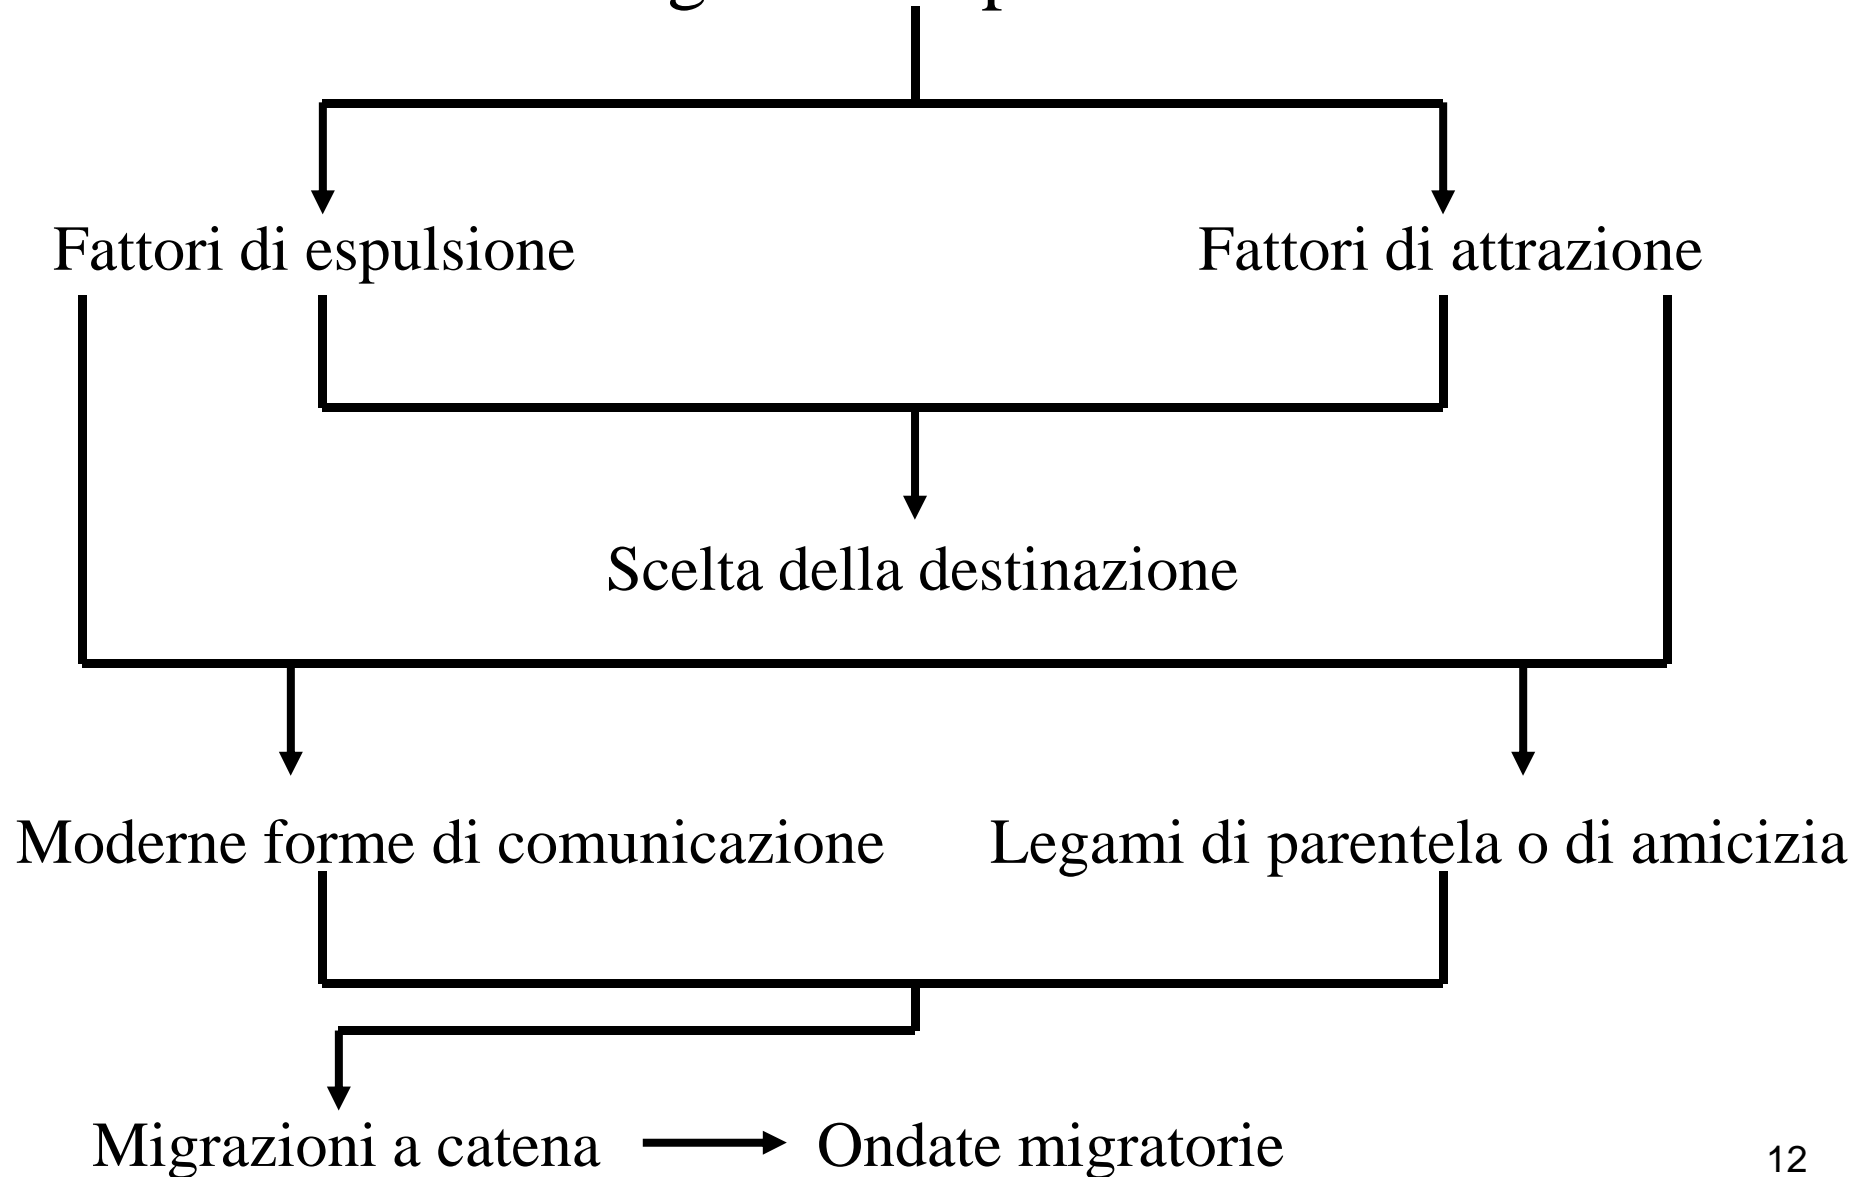 Fattori di espulsione
Fattori di attrazione
Scelta della destinazione
Moderne forme di comunicazione
Legami di parentela o di amicizia
Migrazioni a catena
Ondate migratorie
12